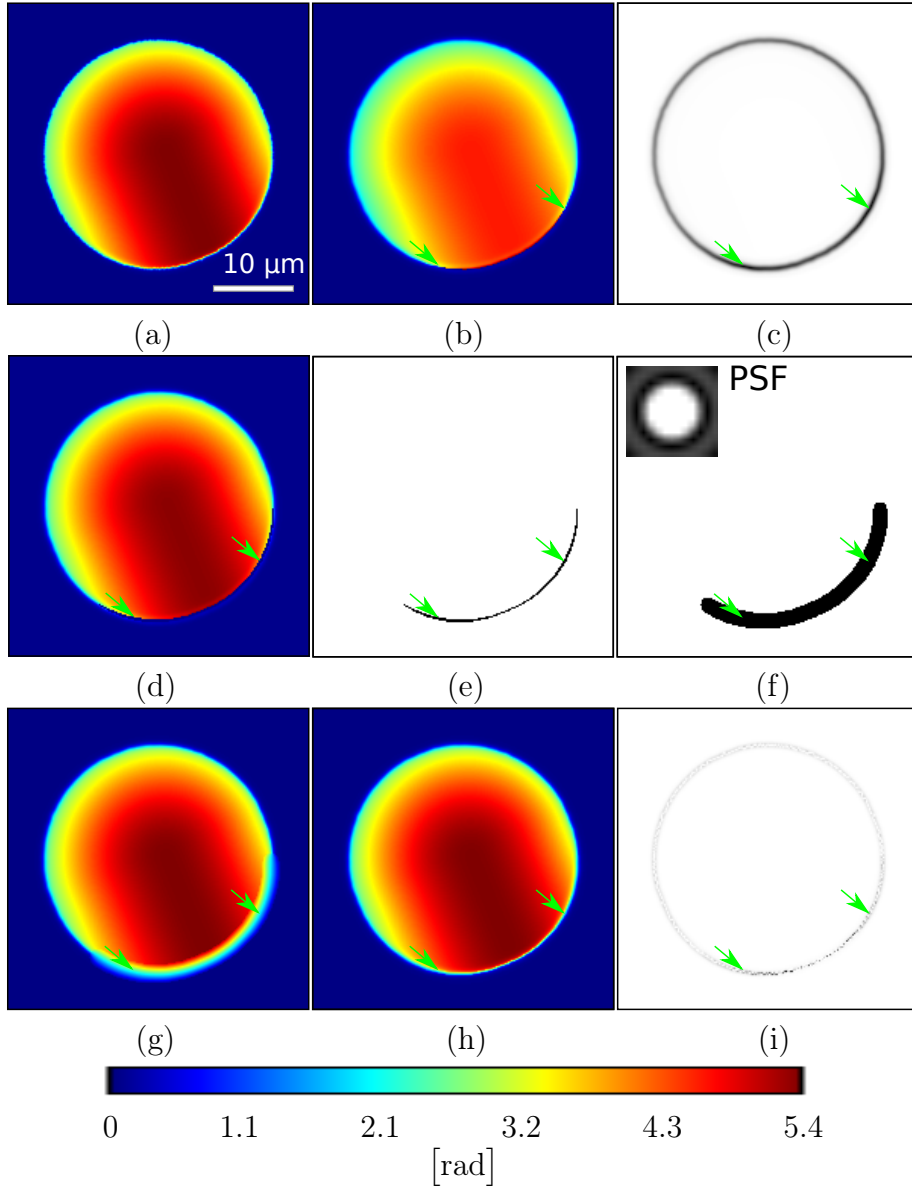 10 µm
(a) (b) (c)
PSF
(d) (e) (f)
(g) (h) (i)
0 1.1 2.1 3.2 4.3 5.4
[rad]